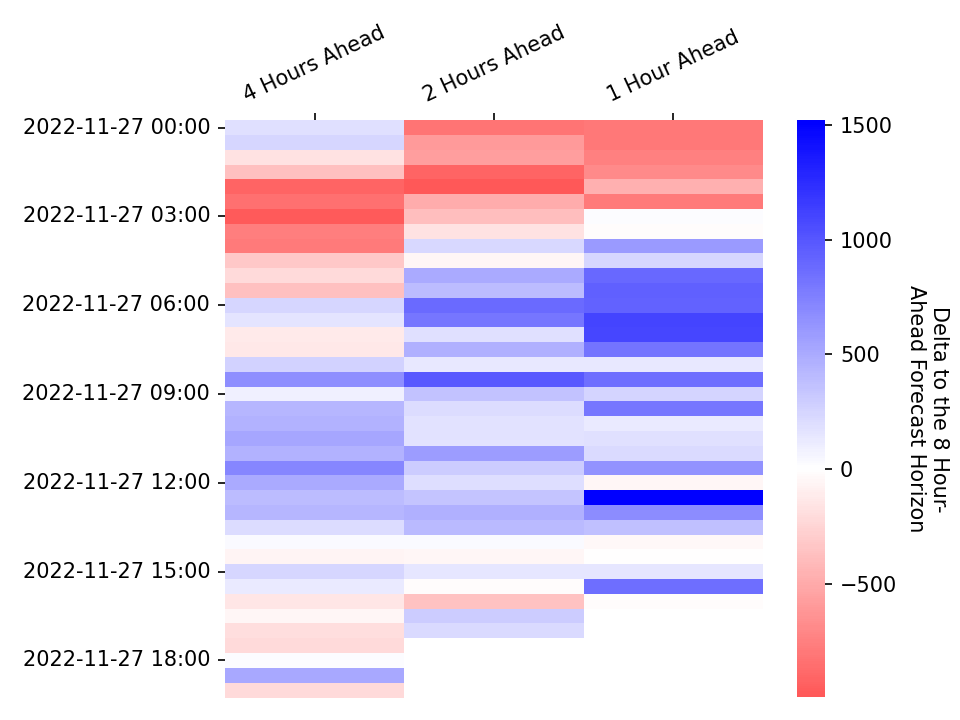 4 Hours Ahead
2 Hours Ahead
1 Hour Ahead
2022-11-27 00:00
2022-11-27 03:00
2022-11-27 06:00
2022-11-27 09:00
2022-11-27 12:00
2022-11-27 15:00
2022-11-27 18:00
1500
1000
500
0
−500
Delta to the 8 Hour-
Ahead Forecast Horizon